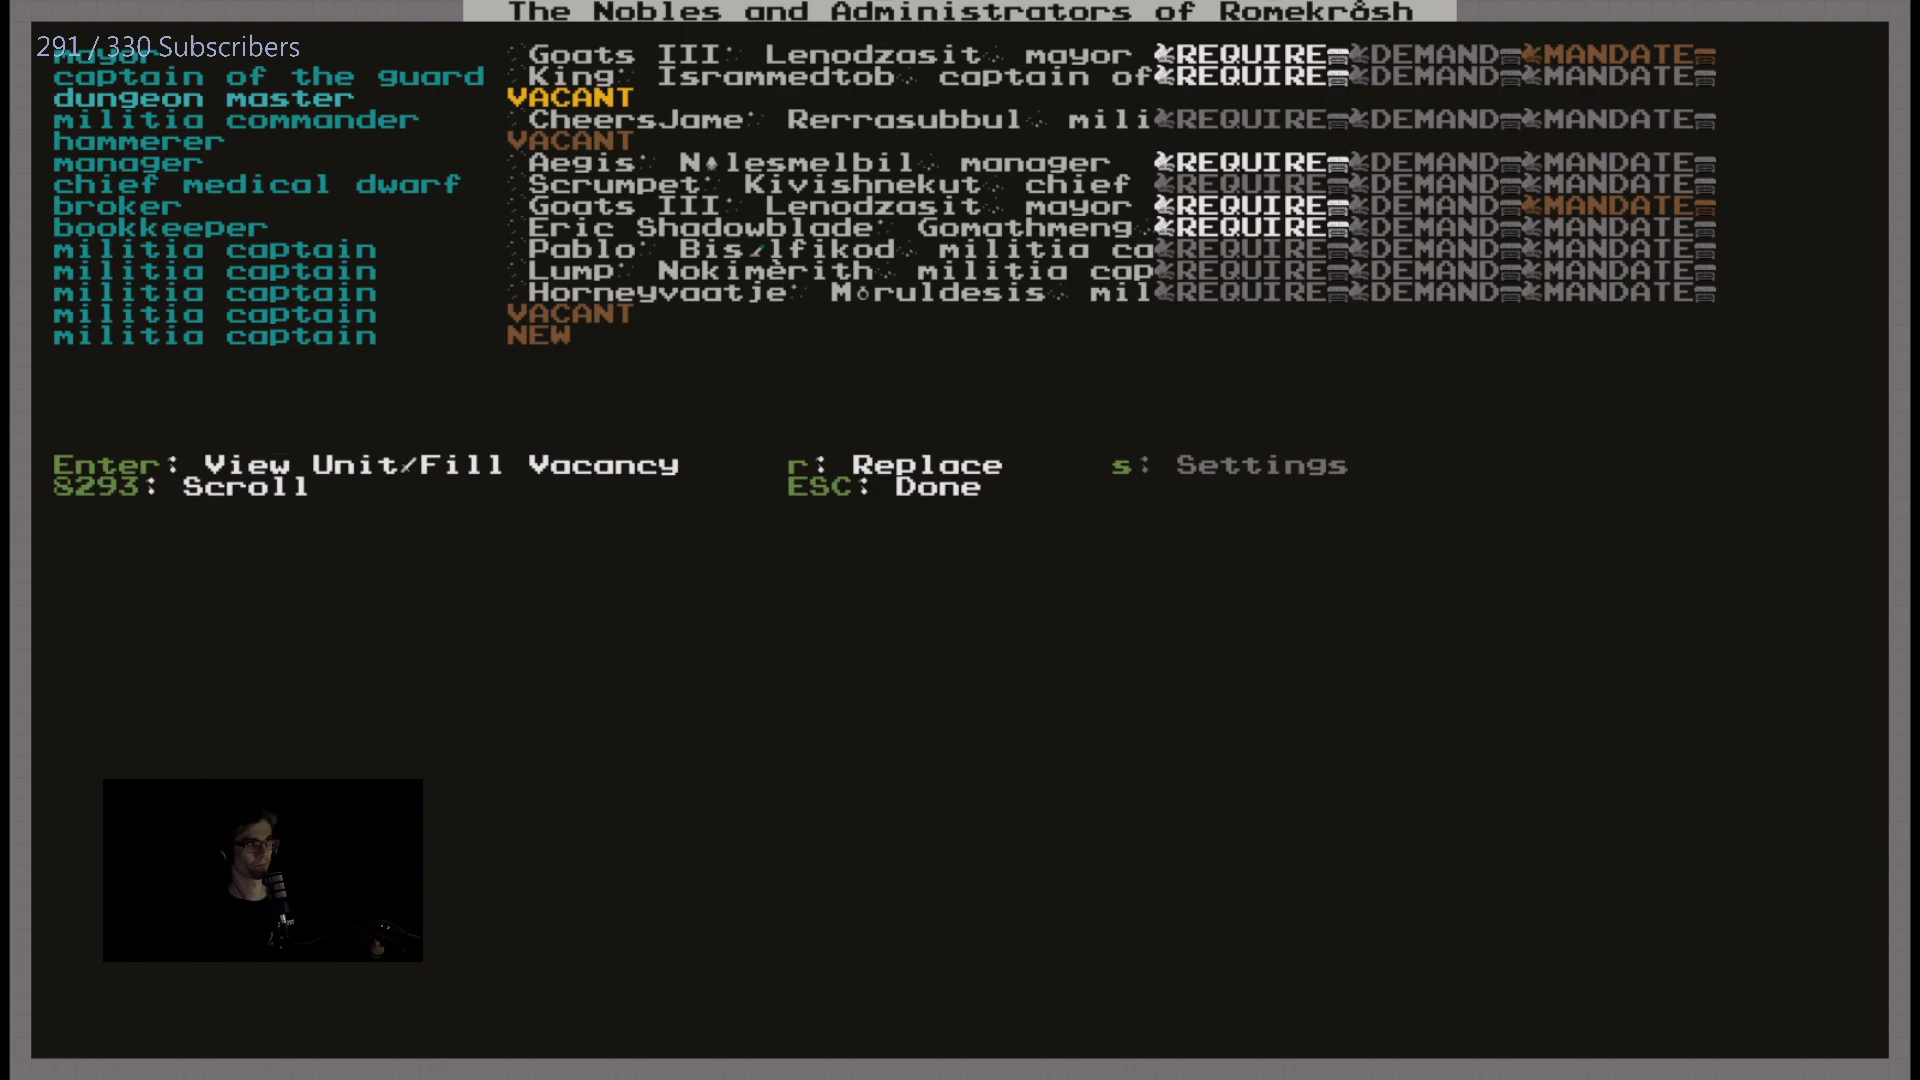 The Nobles and Administrators of Romekråsh
291 / 330 Subscribers
mayor Goats III Lenodzasit mayor REQUIRE DEMAND MANDATE
captain of the guard King Isrammedtob captain of REQUIRE DEMAND MANDATE
dungeon master VACANT
militia commander CheersJame Rerrasubbul mili REQUIRE DEMAND MANDATE
hammerer VACANT
manager Aegis manager REQUIRE DEMAND MANDATE
chief medical dwarf Scrumpet Kivishnekut chief REQUIRE DEMAND MANDATE
broker Goats III Lenodzasit mayor REQUIRE DEMAND MANDATE
bookkeeper Eric Shadowblade Gomathmeng REQUIRE DEMAND MANDATE
militia captain Pablo militia ca REQUIRE DEMAND MANDATE
militia captain Lump Nokimèrith militia cap REQUIRE DEMAND MANDATE
militia captain Horneyvaatje mil REQUIRE DEMAND MANDATE
militia captain VACANT
militia captain NEW
Enter: View Unit/Fill Vacancy r: Replace s: Settings
8293: Scroll ESC: Done